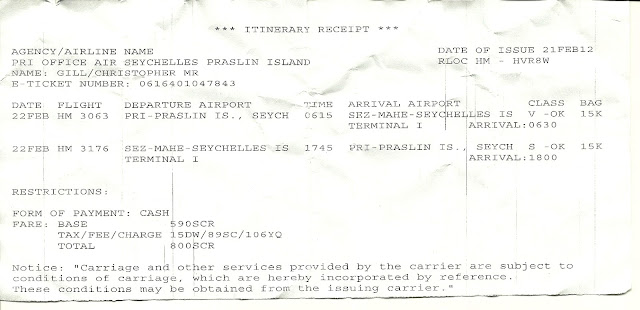 *** ITINERARY RECEIPT ***
AGENCY/AIRLINE NAME DATE OF ISSUE 21FEB12
PRI OFFICE AIR SEYCHELLES PRASLIN ISLAND RLOC HM - HVR8W
NAME: GILL/CHRISTOPHER MR
E-TICKET NUMBER: 0616401047843
DATE FLIGHT DEPARTURE AIRPORT TIME ARRIVAL AIRPORT CLASS BAG
22FEB HM 3063 PRI-PRASLIN IS., SEYCH 0615 SEZ-MAHE-SEYCHELLES IS V -OK 15K
TERMINAL I ARRIVAL:0630
22FEB HM 3176 SEZ-MAHE-SEYCHELLES IS 1745 PRI-PRASLIN IS., SEYCH S -OK 15K
TERMINAL I ARRIVAL:1800
RESTRICTIONS:
FORM OF PAYMENT: CASH
FARE: BASE 590SCR
TAX/FEE/CHARGE 15DW/89SC/106YQ
TOTAL 800SCR
Notice: "Carriage and other services provided by the carrier are subject to
conditions of carriage, which are hereby incorporated by reference.
These conditions may be obtained from the issuing carrier."